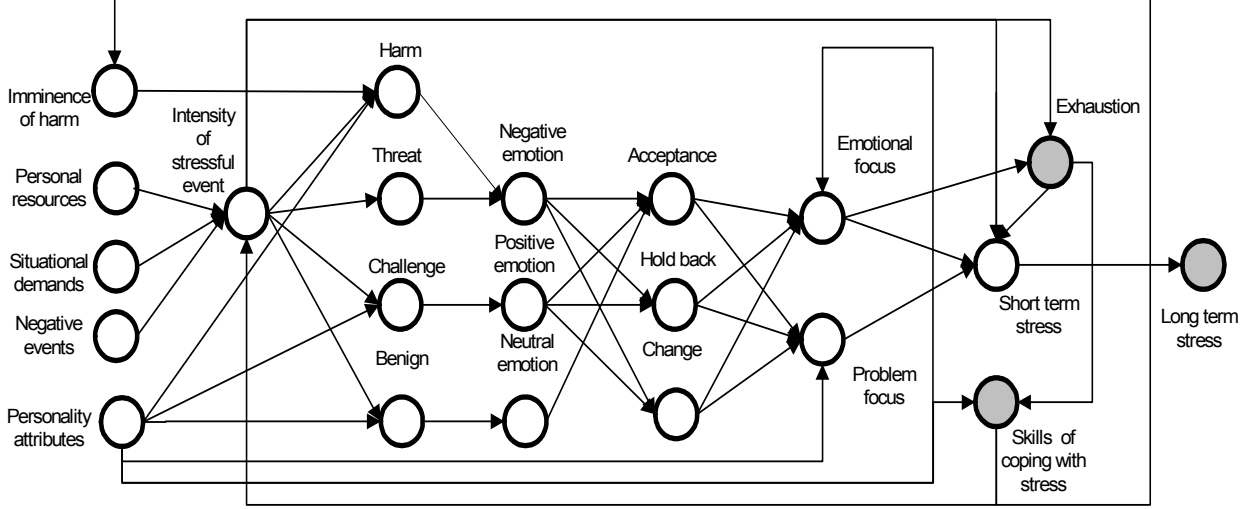 Imminence
of harm
Personal
resources
Situational
demands
Negative
events
Personality
attributes
Intensity
of
stressful
event
Harm
Threat
Challenge
Benign
Negative
emotion
Positive
emotion
Neutral
emotion
Acceptance
Hold back
Change
Emotional
focus
Problem
focus
Exhaustion
Short term
stress
Skills of
coping with
stress
Long term
stress